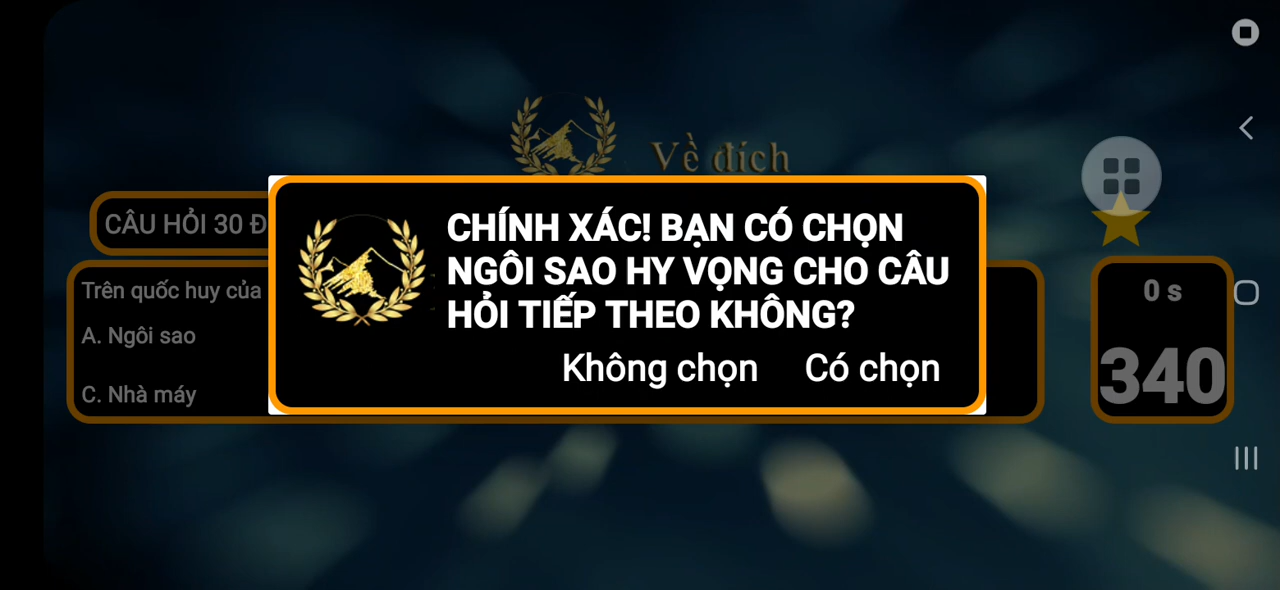 Về đích
CÂU HỎI 30 Đ
CHÍNH XÁC! BẠN CÓ CHỌN
NGÔI SAO HY VỌNG CHO CÂU
HỎI TIẾP THEO KHÔNG?
Không chọn Có chọn
Trên quốc huy của
A. Ngôi sao
C. Nhà máy
0 s
340